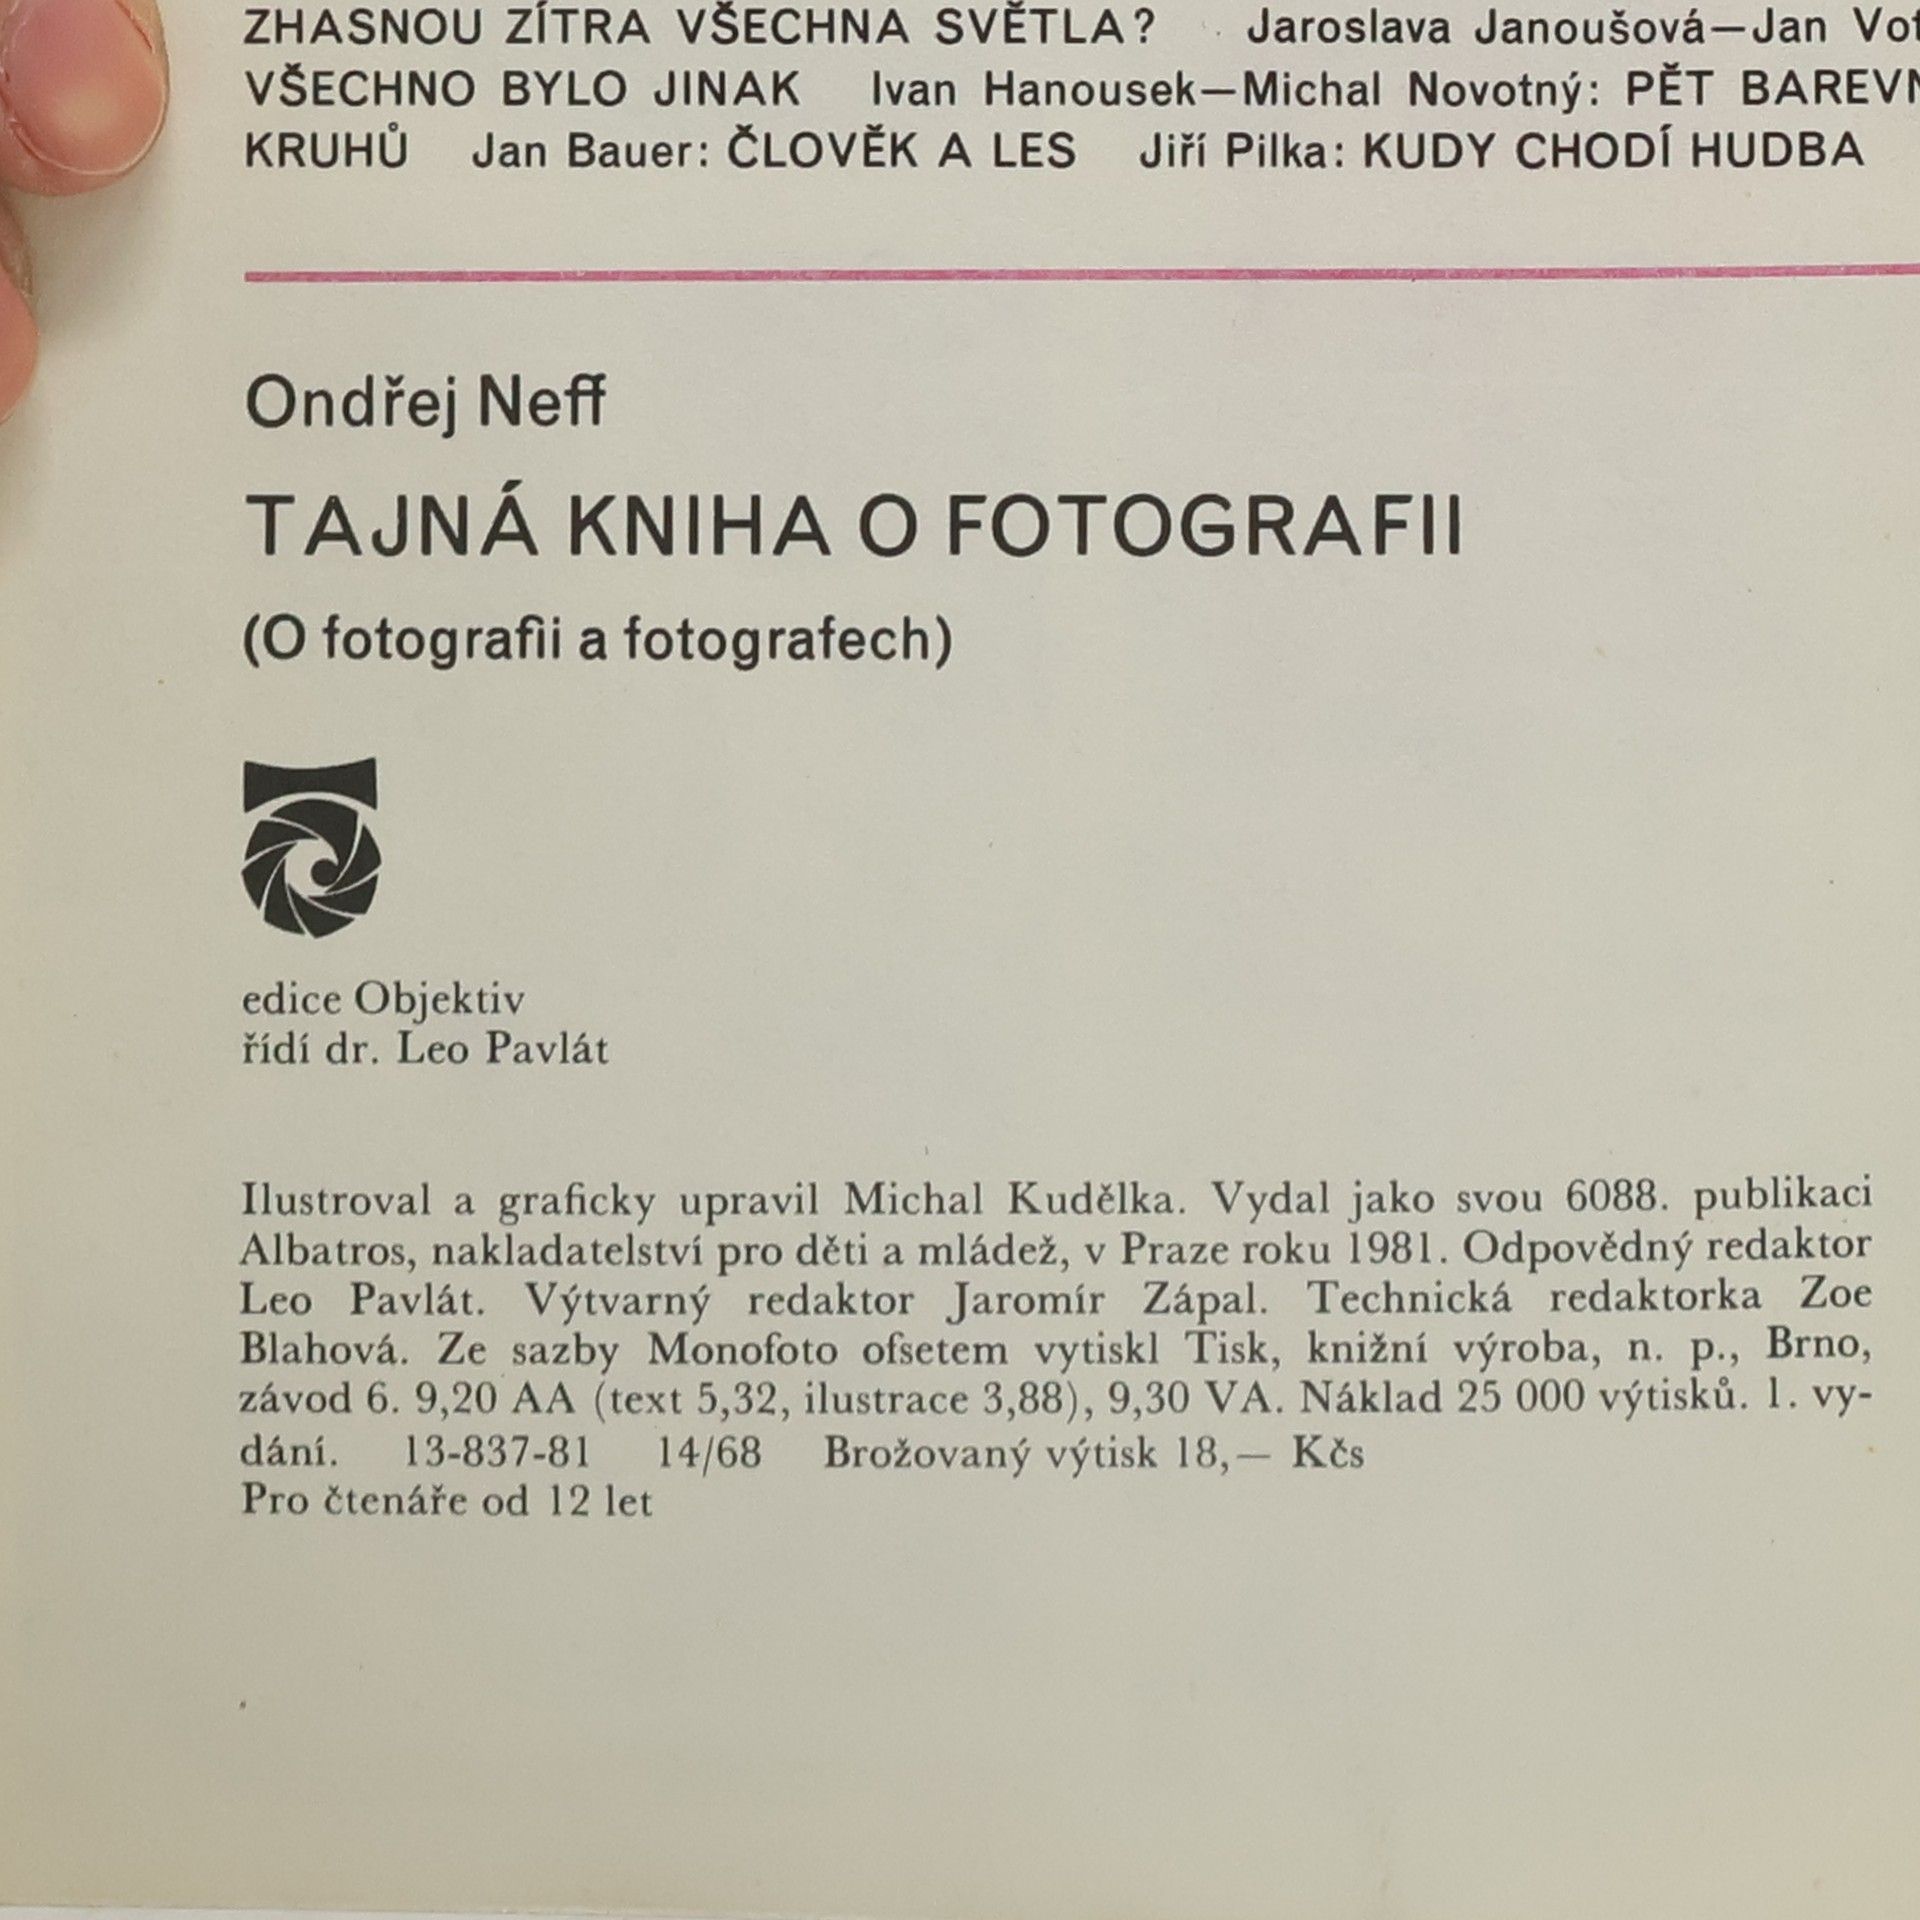 ZHASNOU ZÍTRA VŠECHNA SVĚTLA? Jaroslava Janoušová—Jan
VŠECHNO BYLO JINAK Ivan Hanousek—Michal Novotný: PĚT
KRUHŮ Jan Bauer: ČLOVĚK A LES Jiří Pilka: KUDY CHODÍ HUDBA
Ondřej Neff
TAJNÁ KNIHA O FOTOGRAFII
(O fotografii a fotografech)
edice Objektiv
řídí dr. Leo Pavlát
Ilustroval a graficky upravil Michal Kudělka. Vydal jako svou 6088. publikaci
Albatros, nakladatelství pro děti a mládež, v Praze roku 1981. Odpovědný redaktor
Leo Pavlát. Výtvarný redaktor Jaromír Zápal. Technická redaktorka Zoe
Blahová. Ze sazby Monofoto ofsetem vytiskl Tisk, knižní výroba, n. p., Brno,
závod 6. 9,20 AA (text 5,32, ilustrace 3,88), 9,30 VA. Náklad 25 000 výtisků. 1. vy-
dání. 13-837-81 14/68 Brožovaný výtisk 18,— Kčs
Pro čtenáře od 12 let